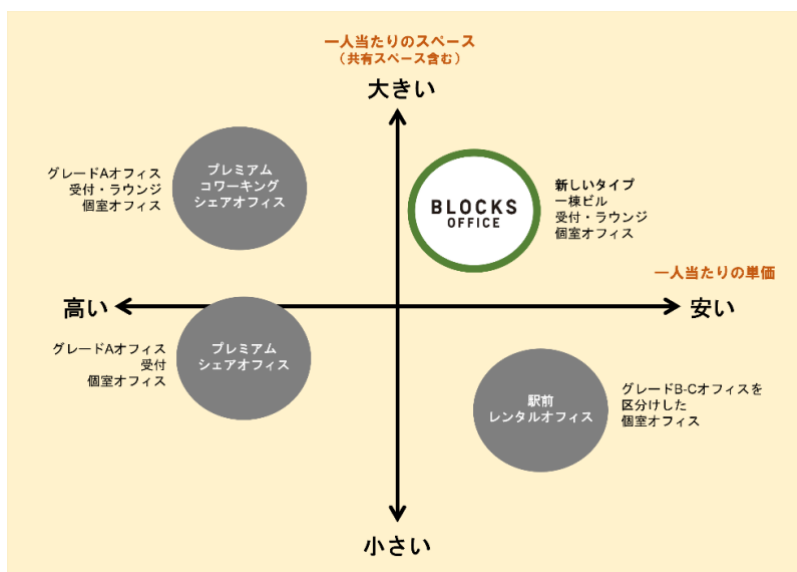 一人当たりのスペース
（共有スペース含む）
大きい
グレードAオフィス
受付・ラウンジ
個室オフィス
プレミアム
コワーキング
シェアオフィス
BLOCKS
OFFICE
新しいタイプ
一棟ビル
受付・ラウンジ
個室オフィス
一人当たりの単価
高い
安い
グレードAオフィス
受付
個室オフィス
プレミアム
シェアオフィス
駅前
レンタルオフィス
グレードB-Cオフィスを
区分けした
個室オフィス
小さい